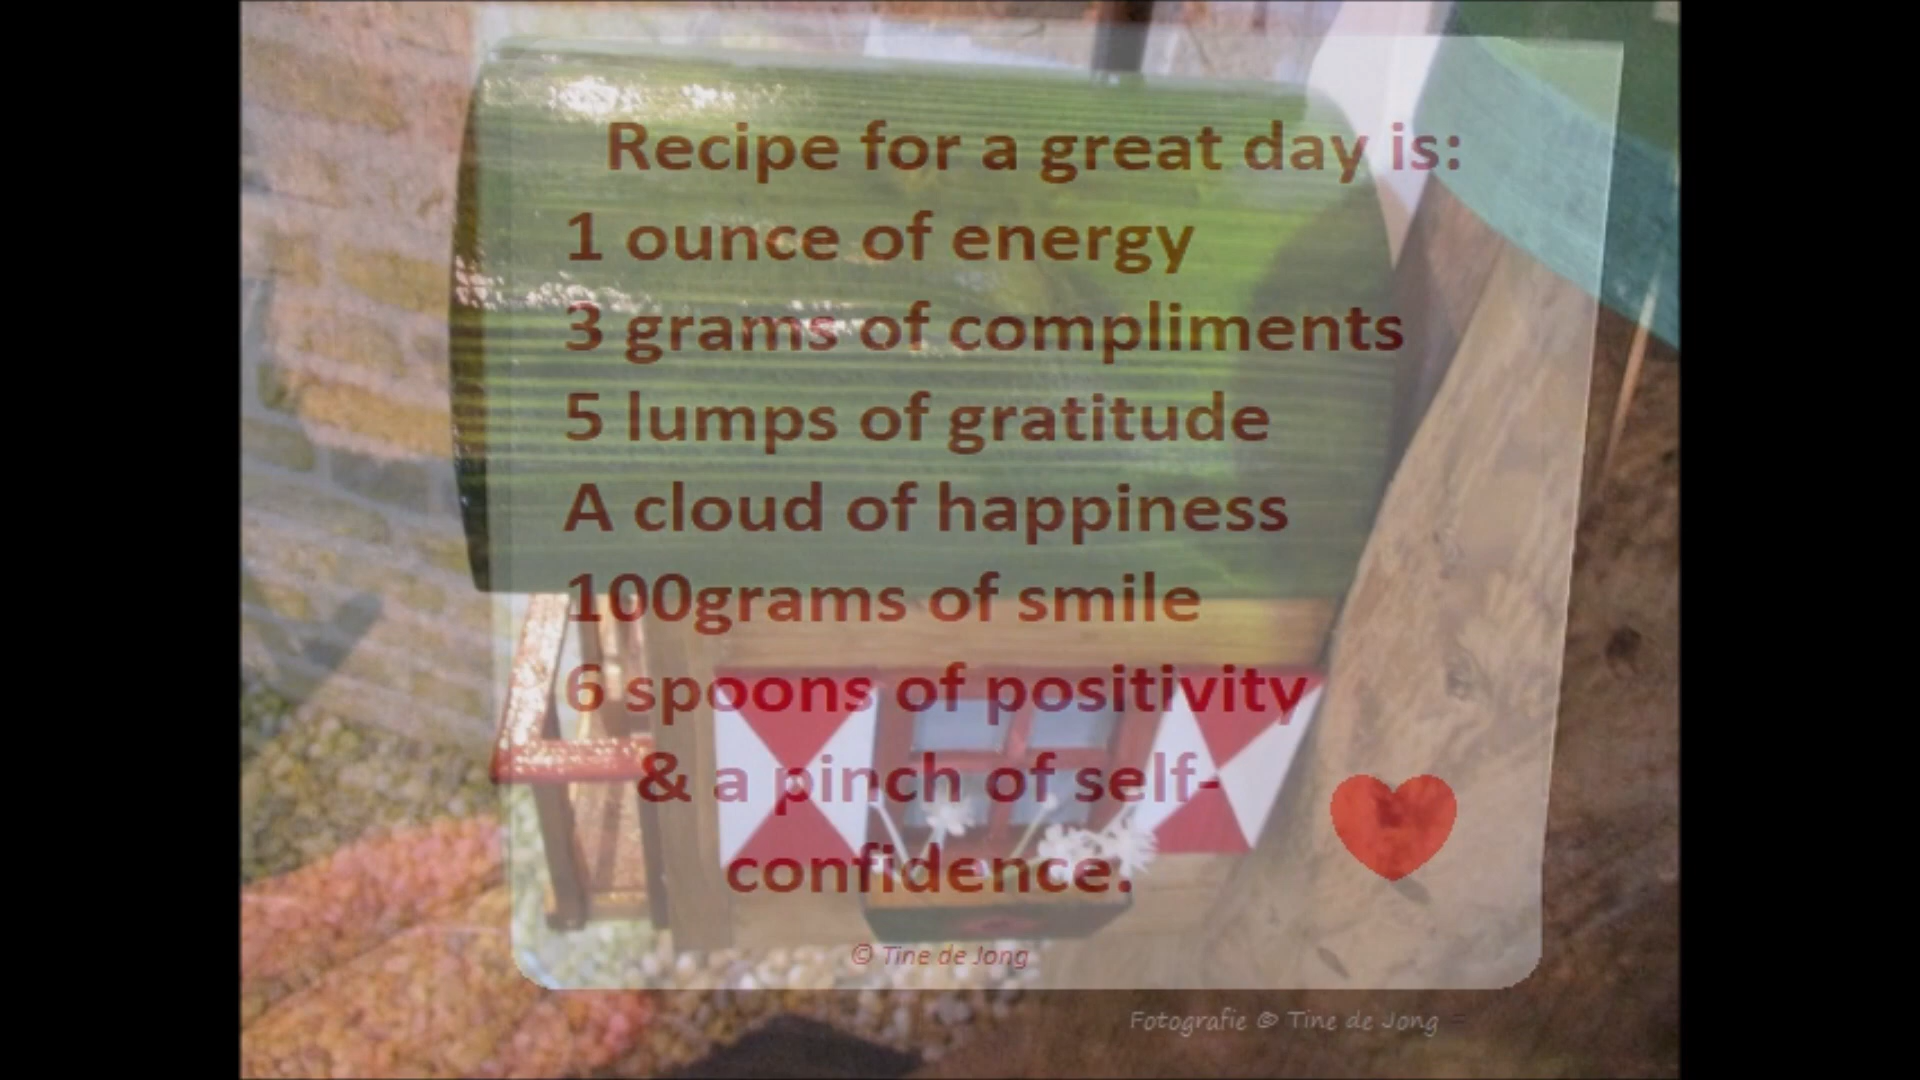 Recipe for a great day is:
1 ounce of energy
3 grams of compliments
5 lumps of gratitude
A cloud of happiness
100grams of smile
6 spoons of positivity
& a pinch of self-
confidence.
© Tine de Jong
Fotografie © Tine de Jong